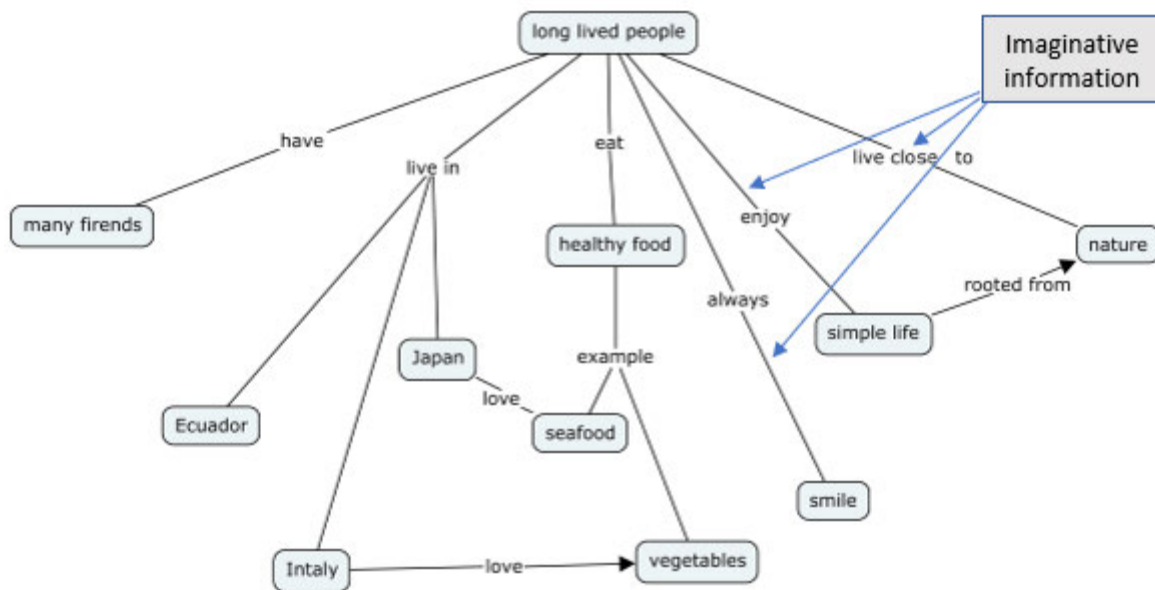 long lived people
Imaginative
information
have
live in
eat
live close to
many firends
enjoy
healthy food
nature
always
rooted from
simple life
Japan
example
love
Ecuador
seafood
smile
Intaly
love
vegetables